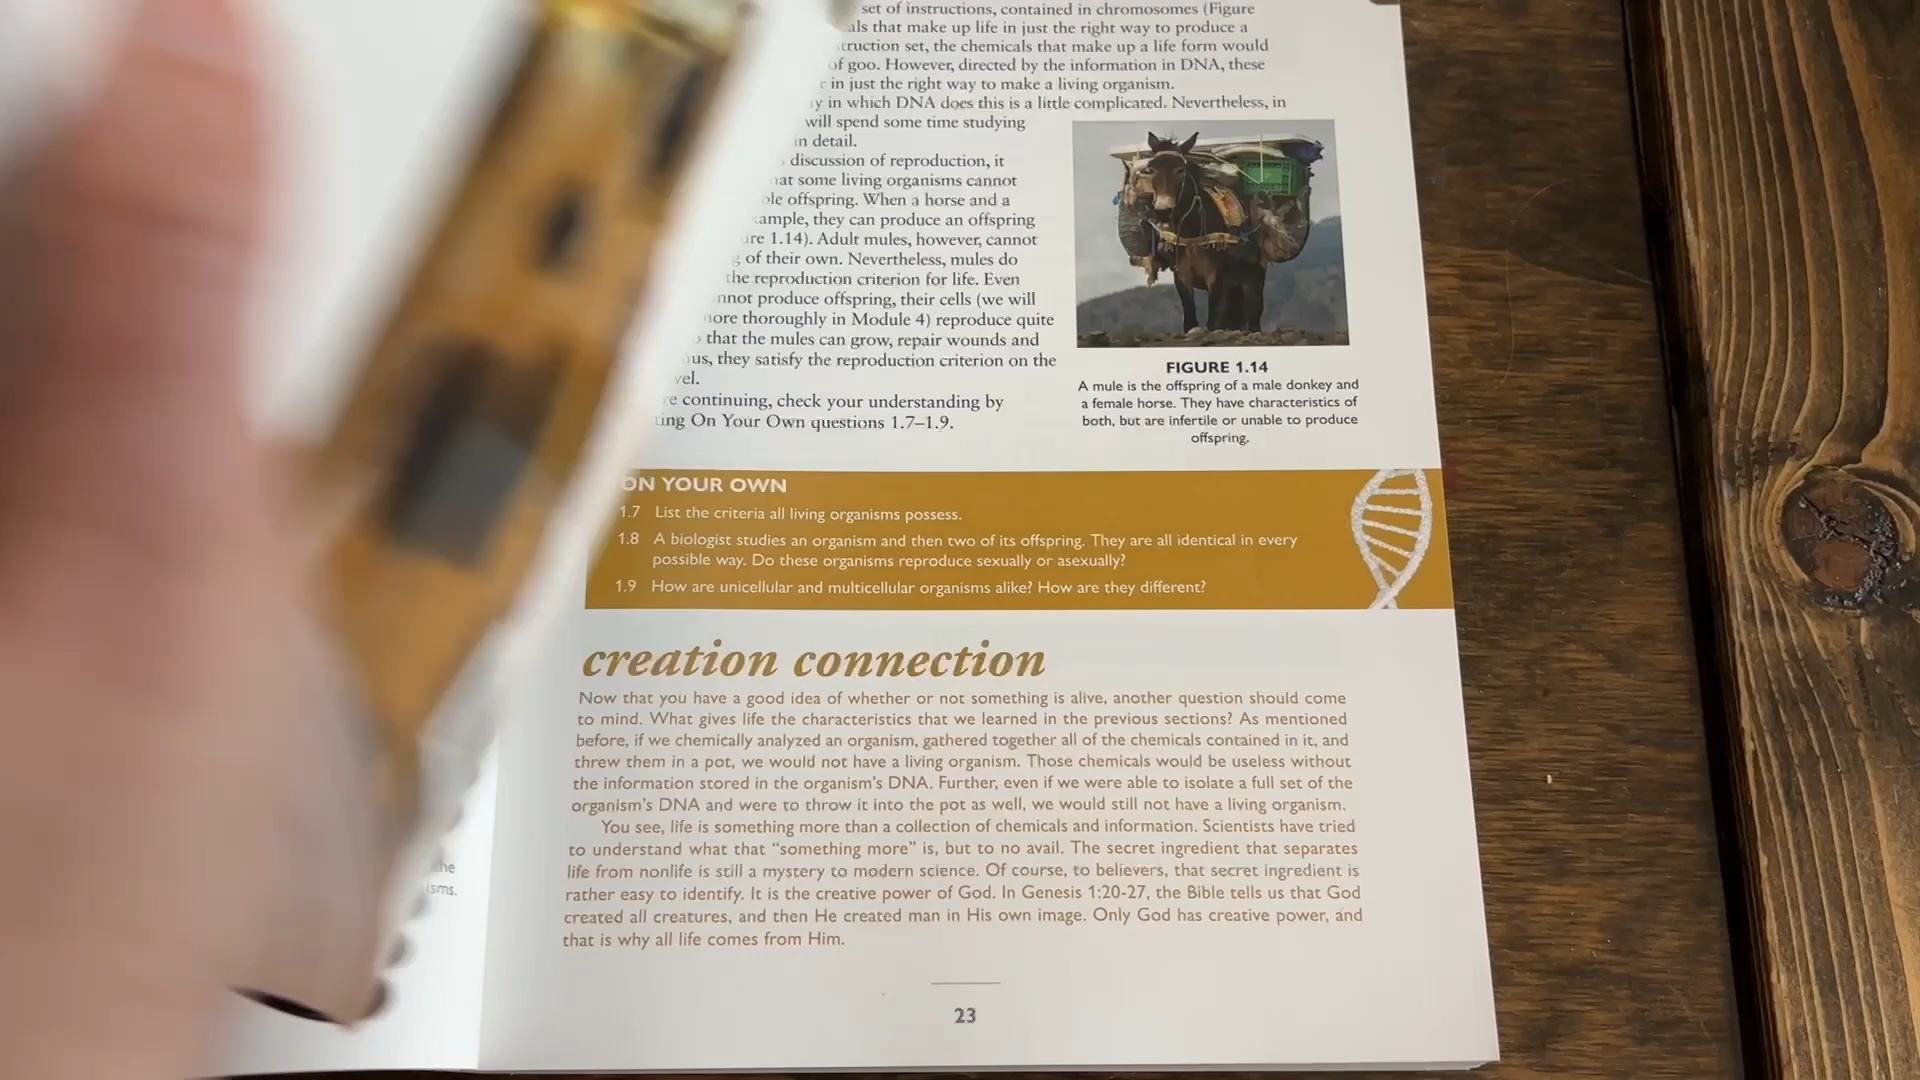 set of instructions, contained in chromosomes (Figure
that make up life in just the right way to produce a
set, the chemicals that make up a life form would
of goo. However, directed by the information in DNA, these
in just the right way to make a living organism.
in which DNA does this is a little complicated. Nevertheless, in
will spend some time studying
in detail.
discussion of reproduction, it
some living organisms cannot
offspring. When a horse and a
they can produce an offspring
1.14). Adult mules, however, cannot
of their own. Nevertheless, mules do
the reproduction criterion for life. Even
produce offspring, their cells (we will
thoroughly in Module 4) reproduce quite
that the mules can grow, repair wounds and
they satisfy the reproduction criterion on the
continuing, check your understanding by
On Your Own questions 1.7–1.9.
FIGURE 1.14
A mule is the offspring of a male donkey and
a female horse. They have characteristics of
both, but are infertile or unable to produce
offspring.
ON YOUR OWN
1.7 List the criteria all living organisms possess.
1.8 A biologist studies an organism and then two of its offspring. They are all identical in every
possible way. Do these organisms reproduce sexually or asexually?
1.9 How are unicellular and multicellular organisms alike? How are they different?
creation connection
Now that you have a good idea of whether or not something is alive, another question should come
to mind. What gives life the characteristics that we learned in the previous sections? As mentioned
before, if we chemically analyzed an organism, gathered together all of the chemicals contained in it, and
threw them in a pot, we would not have a living organism. Those chemicals would be useless without
the information stored in the organism's DNA. Further, even if we were able to isolate a full set of the
organism's DNA and were to throw it into the pot as well, we would still not have a living organism.
You see, life is something more than a collection of chemicals and information. Scientists have tried
to understand what that "something more" is, but to no avail. The secret ingredient that separates
life from nonlife is still a mystery to modern science. Of course, to believers, that secret ingredient is
rather easy to identify. It is the creative power of God. In Genesis 1:20-27, the Bible tells us that God
created all creatures, and then He created man in His own image. Only God has creative power, and
that is why all life comes from Him.
23